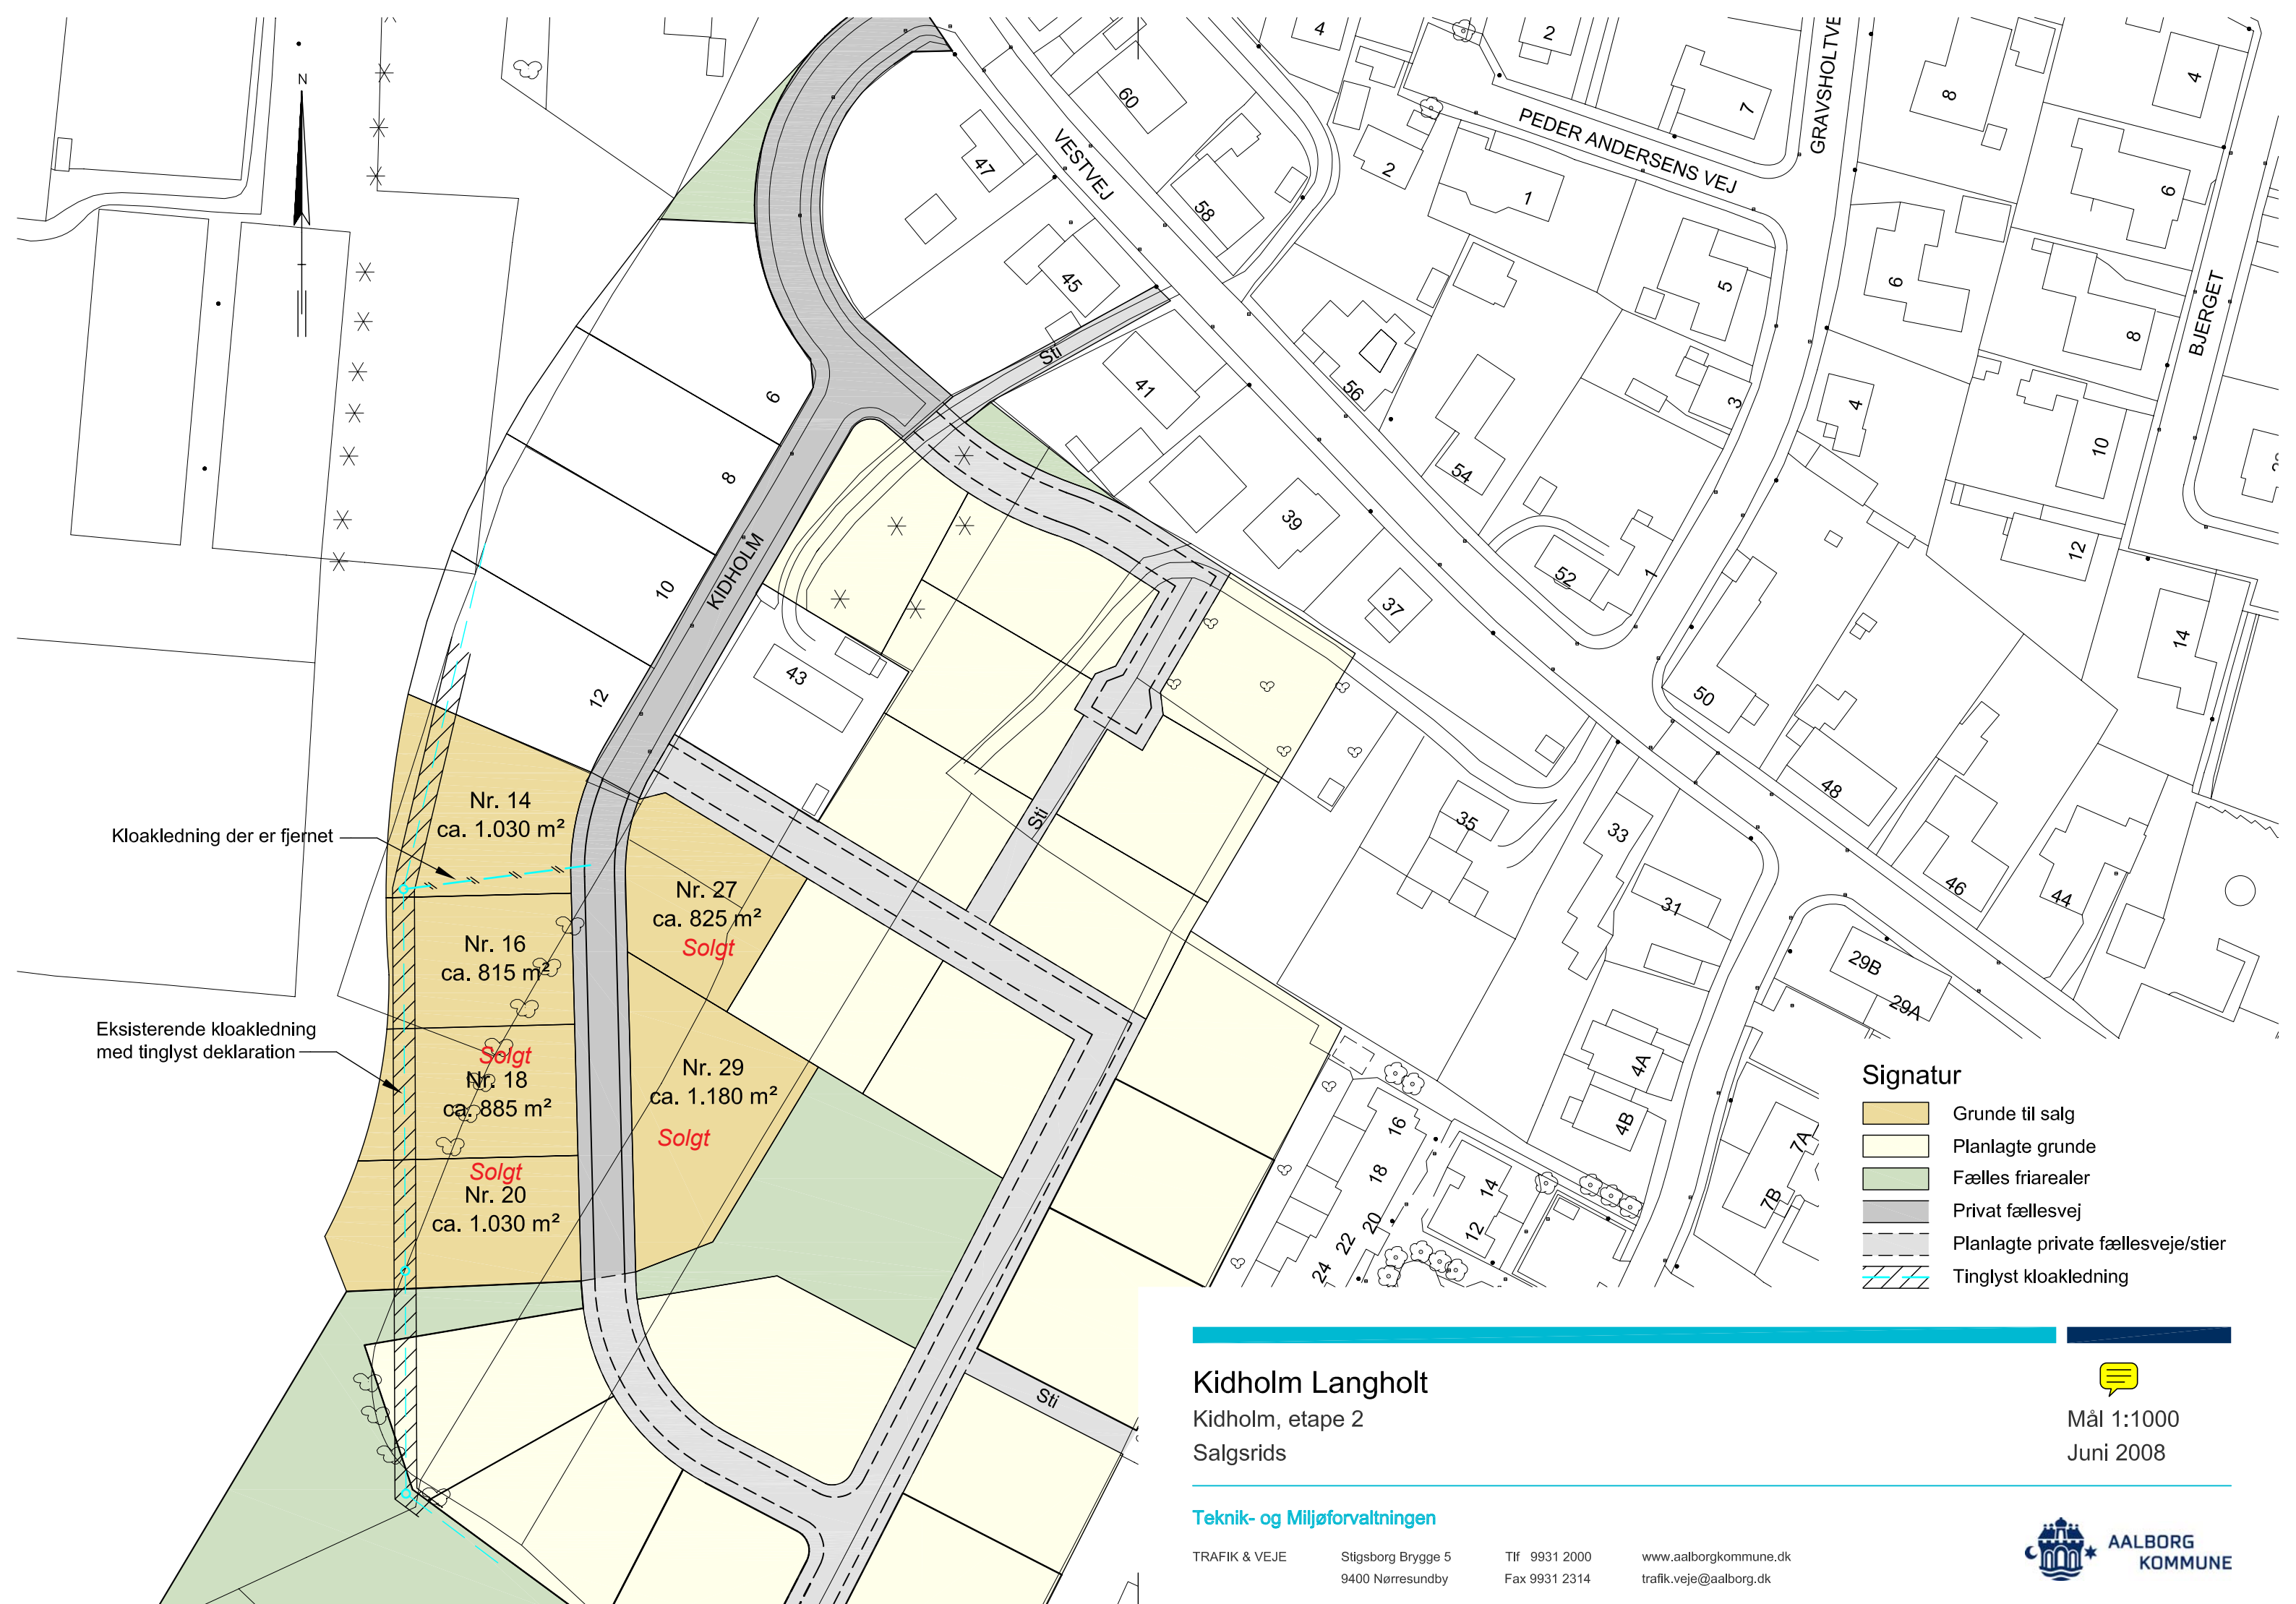 N
4
2
7
GRAVSHOLTVE
8
4
60
PEDER ANDERSENS VEJ
47
VESTVEJ
2
1
6
58
45
5
6
BJERGET
8
Sti
6
41
56
3
4
8
54
10
39
KIDHOLM
10
52
1
12
37
43
14
12
50
Nr. 14
ca. 1.030 m²
Kloakledning der er fjernet
Sti
35
33
48
46
44
31
Nr. 27
ca. 825 m²
Solgt
Nr. 16
ca. 815 m²
29B
29A
Eksisterende kloakledning
med tinglyst deklaration
Solgt
Nr. 18
ca. 885 m²
Nr. 29
ca. 1.180 m²
Solgt
4A
4B
16
18
20
22
24
14
12
7A
7B
Solgt
Nr. 20
ca. 1.030 m²
Sti
Signatur
Grunde til salg
Planlagte grunde
Fælles friarealer
Privat fællesvej
Planlagte private fællesveje/stier
Tinglyst kloakledning
Kidholm Langholt
Kidholm, etape 2
Salgsrids
Mål 1:1000
Juni 2008
Teknik- og Miljøforvaltningen
TRAFIK & VEJE
Stigsborg Brygge 5
9400 Nørresundby
Tlf 9931 2000
Fax 9931 2314
www.aalborgkommune.dk
trafik.veje@aalborg.dk
AALBORG
KOMMUNE